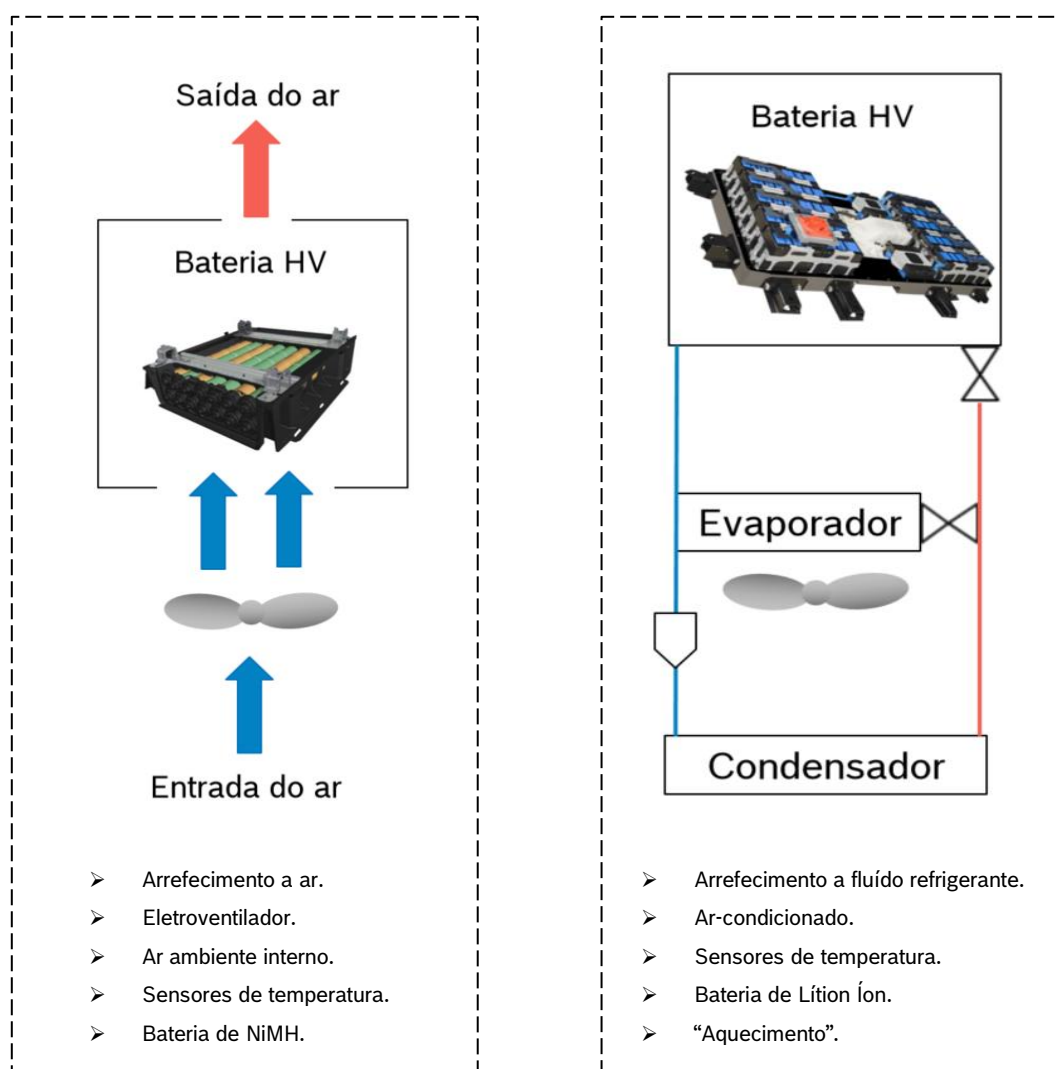 Saída do ar
Bateria HV
Entrada do ar
➢ Arrefecimento a ar.
➢ Eletroventilador.
➢ Ar ambiente interno.
➢ Sensores de temperatura.
➢ Bateria de NiMH.
Bateria HV
Evaporador
Condensador
➢ Arrefecimento a fluído refrigerante.
➢ Ar-condicionado.
➢ Sensores de temperatura.
➢ Bateria de Lítion Íon.
➢ “Aquecimento”.